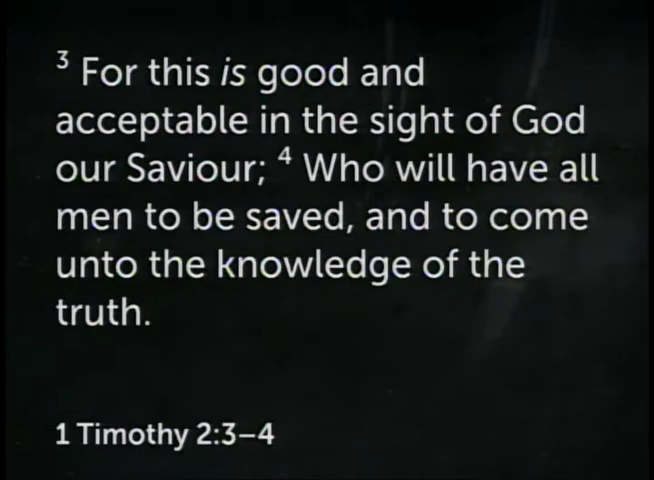 ³ For this is good and
acceptable in the sight of God
our Saviour; ⁴ Who will have all
men to be saved, and to come
unto the knowledge of the
truth.
1 Timothy 2:3–4